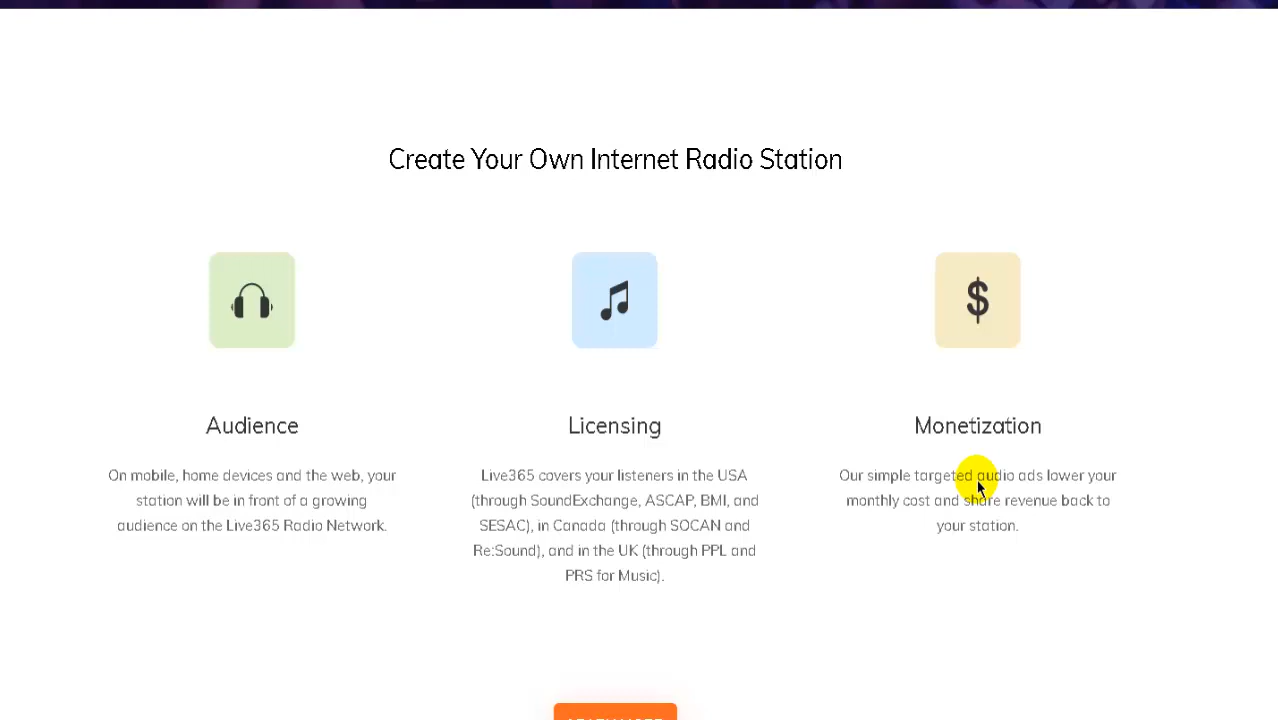 Create Your Own Internet Radio Station
$
Audience
On mobile, home devices and the web, your
station will be in front of a growing
audience on the Live365 Radio Network.
Licensing
Live365 covers your listeners in the USA
(through SoundExchange, ASCAP, BMI, and
SESAC), in Canada (through SOCAN and
Re:Sound), and in the UK (through PPL and
PRS for Music).
Monetization
Our simple targeted audio ads lower your
monthly cost and share revenue back to
your station.